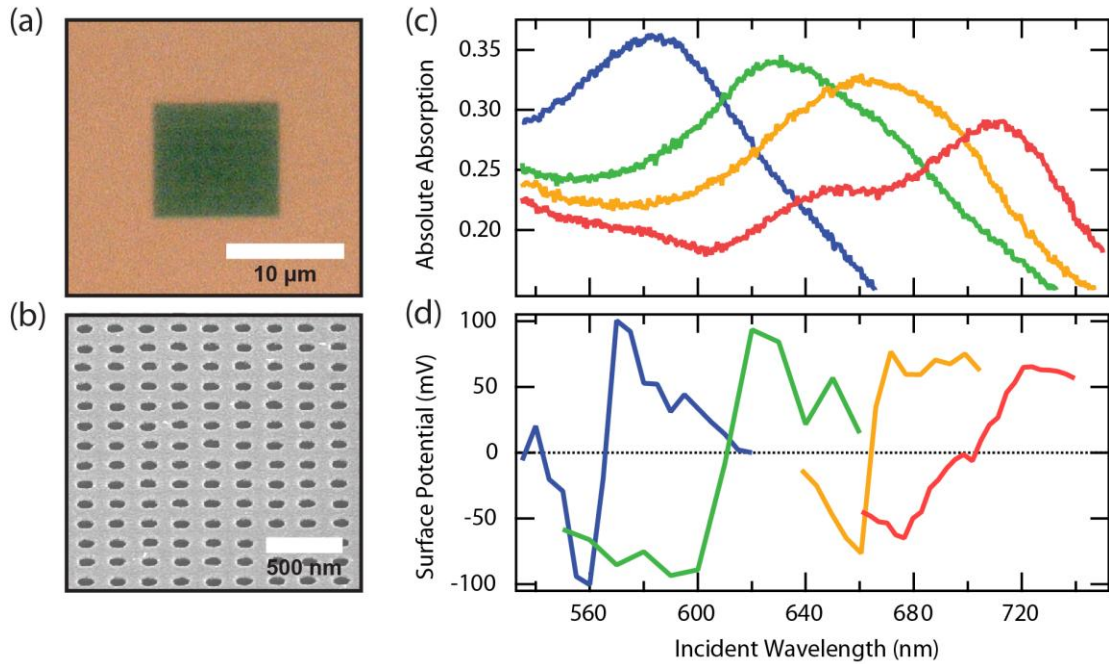 (a)
10 μm
(b)
500 nm
(c)
Absolute Absorption
0.35
0.30
0.25
0.20
(d)
Surface Potential (mV)
100
50
0
-50
-100
560 600 640 680 720
Incident Wavelength (nm)